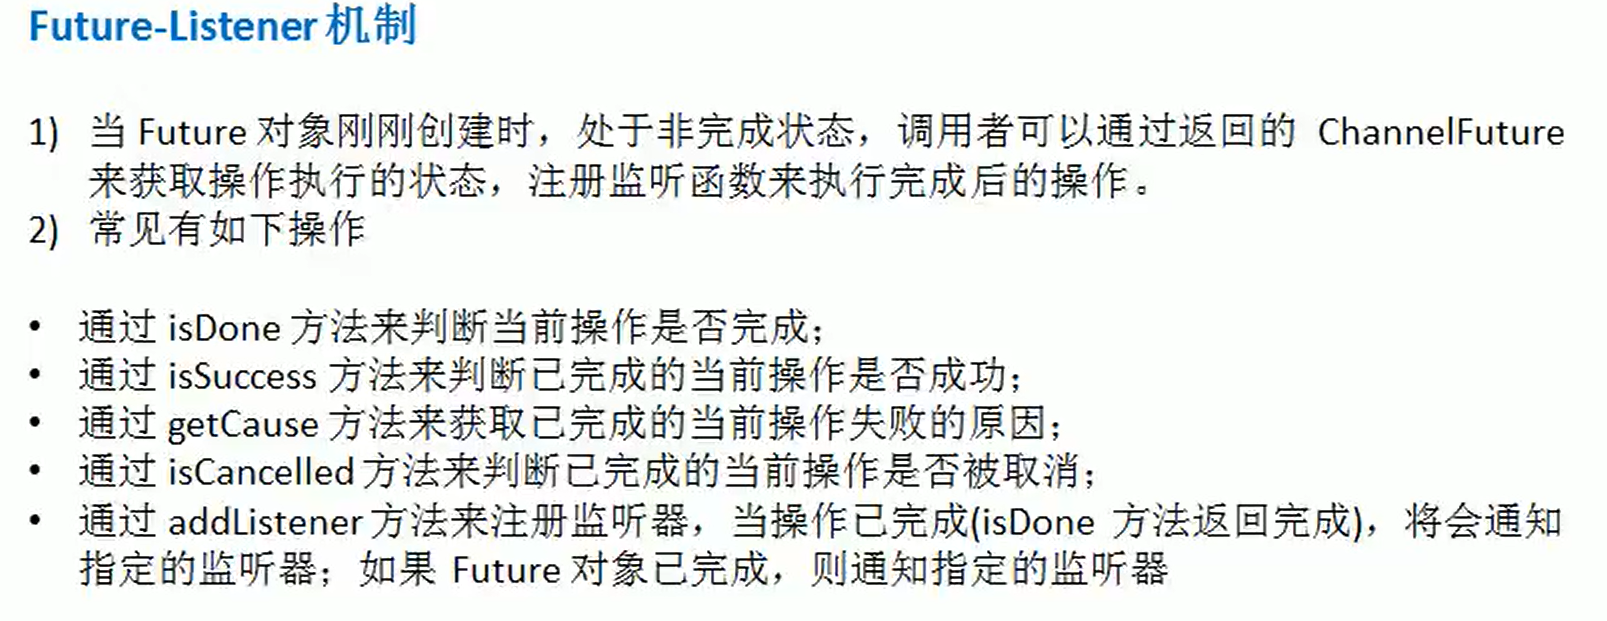 Future-Listener 机制
1) 当 Future 对象刚刚创建时，处于非完成状态，调用者可以通过返回的 ChannelFuture
来获取操作执行的状态，注册监听函数来执行完成后的操作。
2) 常见有如下操作
• 通过 isDone 方法来判断当前操作是否完成；
• 通过 isSuccess 方法来判断已完成的当前操作是否成功；
• 通过 getCause 方法来获取已完成的当前操作失败的原因；
• 通过 isCancelled 方法来判断已完成的当前操作是否被取消；
• 通过 addListener 方法来注册监听器，当操作已完成(isDone 方法返回完成)，将会通知
指定的监听器；如果 Future 对象已完成，则通知指定的监听器